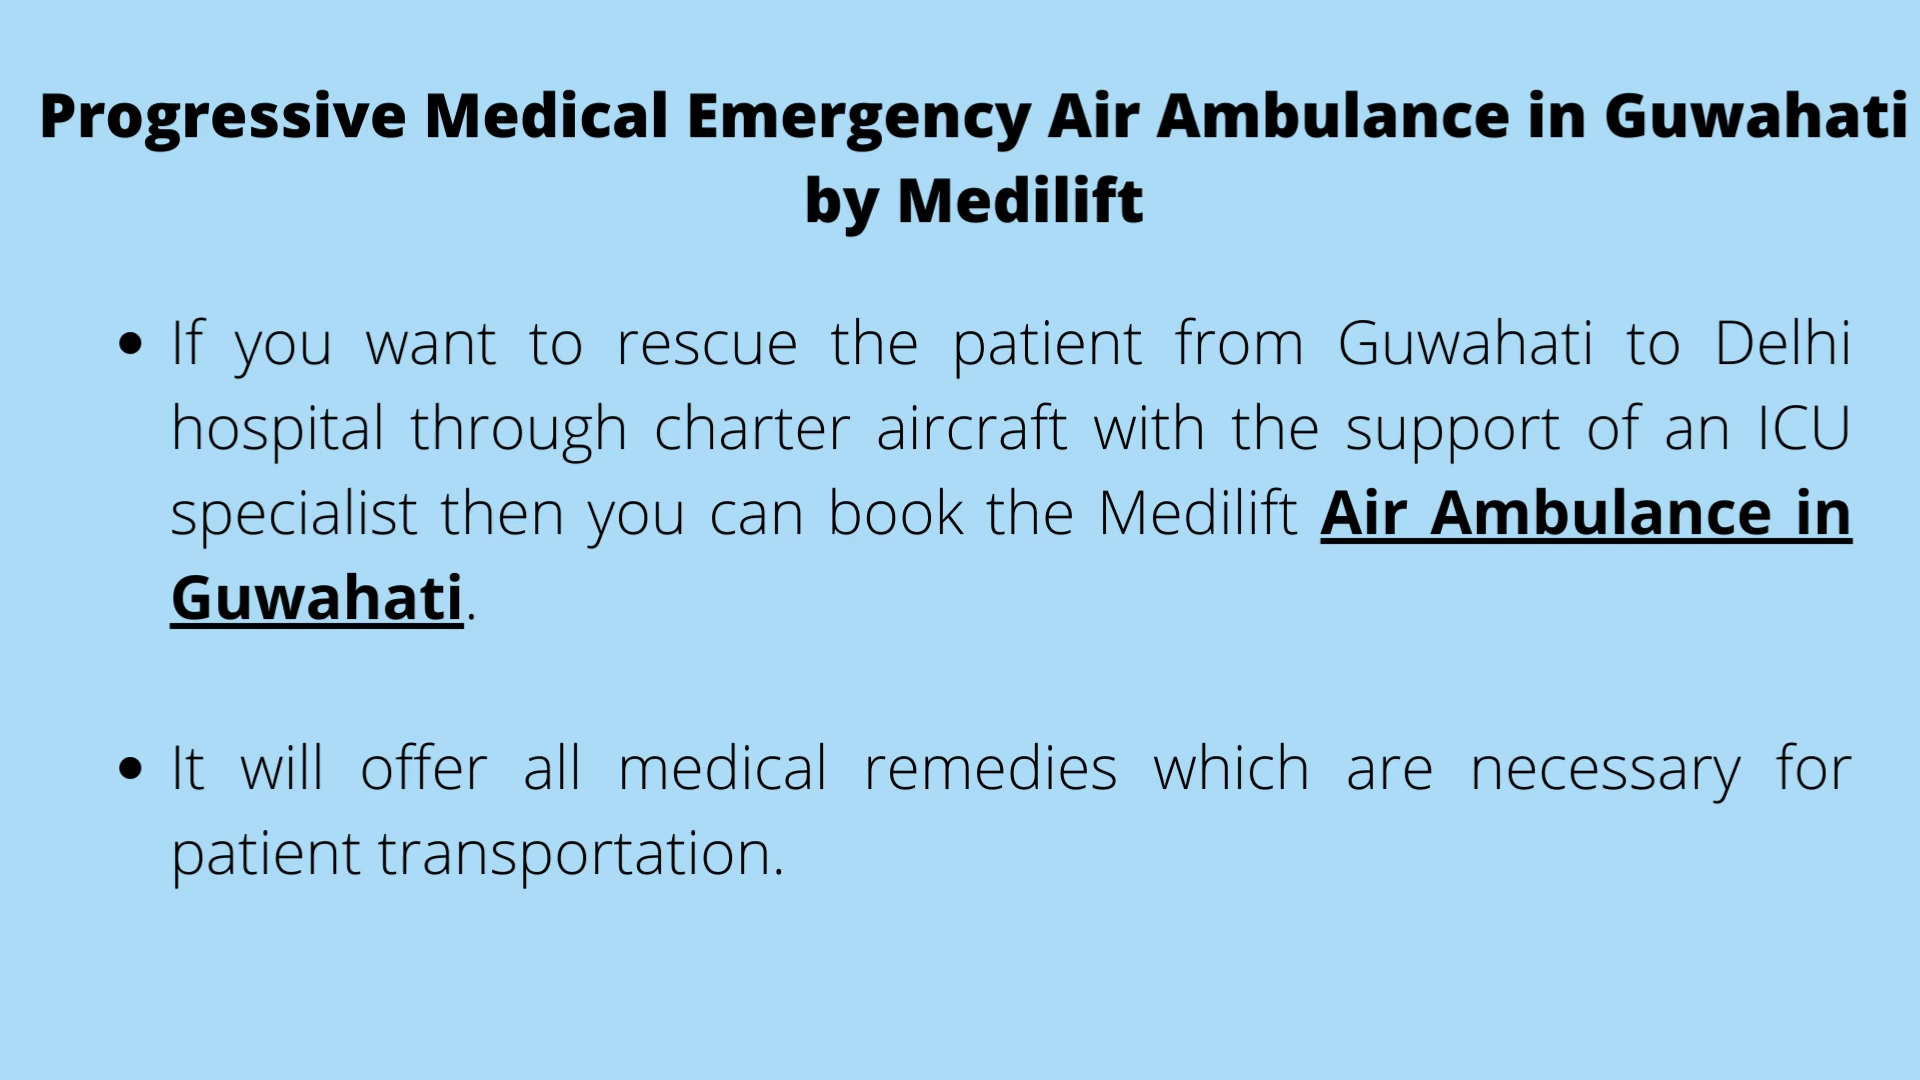 Progressive Medical Emergency Air Ambulance in Guwahati
by Medilift
• If you want to rescue the patient from Guwahati to Delhi
hospital through charter aircraft with the support of an ICU
specialist then you can book the Medilift Air Ambulance in
Guwahati.
• It will offer all medical remedies which are necessary for
patient transportation.